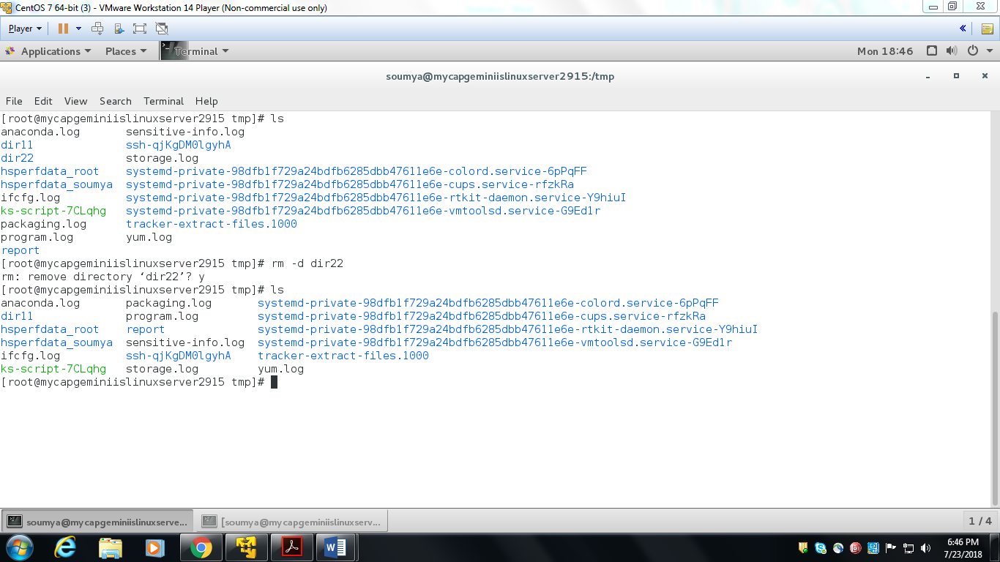 CentOS 7 64-bit (3) - VMware Workstation 14 Player (Non-commercial use only)
Player
Applications Places Terminal Mon 18:46
soumya@mycapgeminiislinuxserver2915:/tmp
File Edit View Search Terminal Help
[root@mycapgeminiislinuxserver2915 tmp]# ls
anaconda.log sensitive-info.log
dir11 ssh-qjKgDM0lgyhA
dir22 storage.log
hsperfdata_root systemd-private-98dfb1f729a24bdfb6285dbb47611e6e-colord.service-6pPqFF
hsperfdata_soumya systemd-private-98dfb1f729a24bdfb6285dbb47611e6e-cups.service-rfzkRa
ifcfg.log systemd-private-98dfb1f729a24bdfb6285dbb47611e6e-rtkit-daemon.service-Y9hiuI
ks-script-7CLqhg systemd-private-98dfb1f729a24bdfb6285dbb47611e6e-vmtoolsd.service-G9Ed1r
packaging.log tracker-extract-files.1000
program.log yum.log
report
[root@mycapgeminiislinuxserver2915 tmp]# rm -d dir22
rm: remove directory ‘dir22’? y
[root@mycapgeminiislinuxserver2915 tmp]# ls
anaconda.log packaging.log systemd-private-98dfb1f729a24bdfb6285dbb47611e6e-colord.service-6pPqFF
dir11 program.log systemd-private-98dfb1f729a24bdfb6285dbb47611e6e-cups.service-rfzkRa
hsperfdata_root report systemd-private-98dfb1f729a24bdfb6285dbb47611e6e-rtkit-daemon.service-Y9hiuI
hsperfdata_soumya sensitive-info.log systemd-private-98dfb1f729a24bdfb6285dbb47611e6e-vmtoolsd.service-G9Ed1r
ifcfg.log ssh-qjKgDM0lgyhA tracker-extract-files.1000
ks-script-7CLqhg storage.log yum.log
[root@mycapgeminiislinuxserver2915 tmp]#
soumya@mycapgeminiislinuxserve... [soumya@mycapgeminiislinuxserv... 1 / 4
6:46 PM
7/23/2018